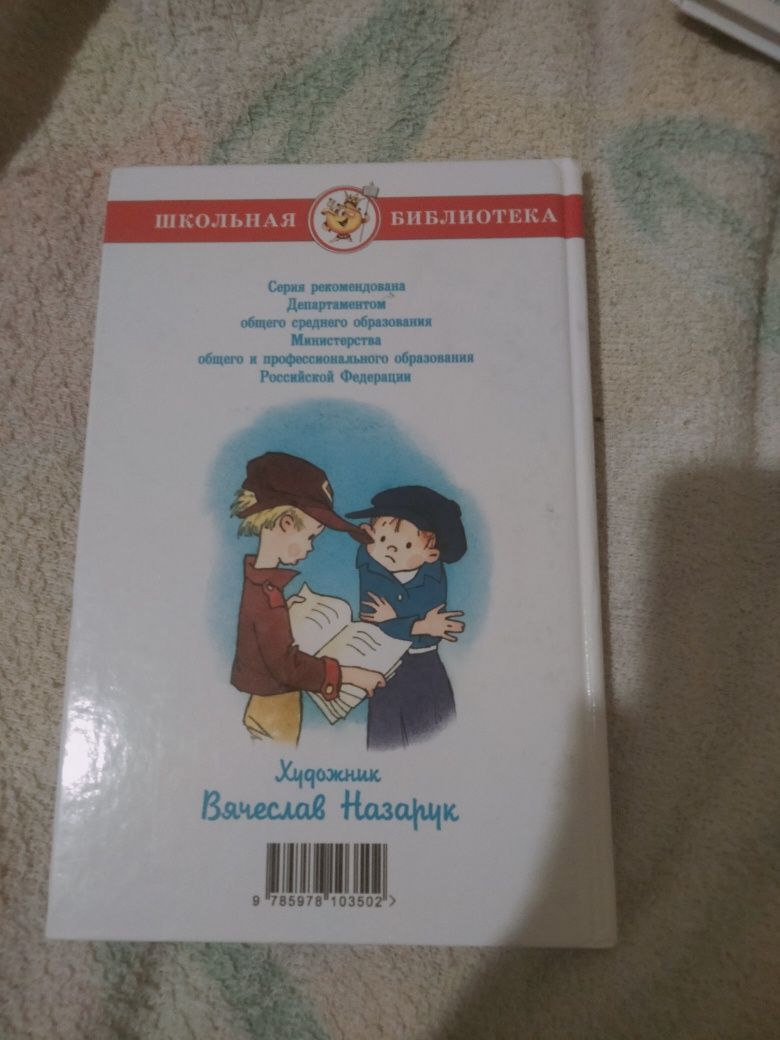 ШКОЛЬНАЯ БИБЛИОТЕКА
Серия рекомендована
Департаментом
общего среднего образования
Министерства
общего и профессионального образования
Российской Федерации
Художник
Вячеслав Назарук
9 785978 103502 >